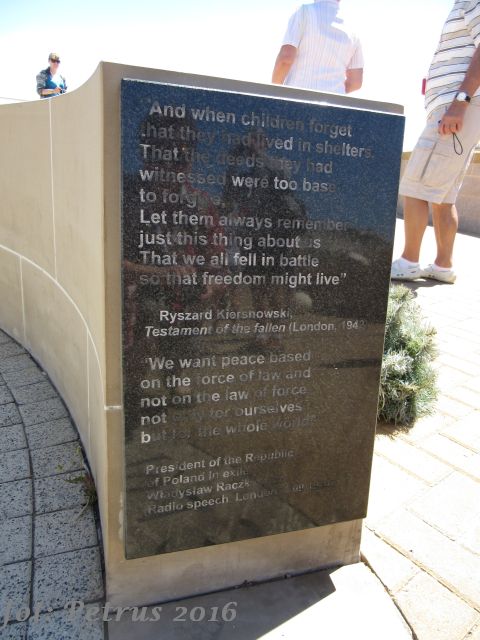 "And when children forget
that they had lived in shelters.
That the deeds they had
witnessed were too base
to forgive.
Let them always remember
just this thing about us
That we all fell in battle
so that freedom might live"
Ryszard Kiersnowski,
Testament of the fallen (London, 194
"We want peace based
on the force of law and
not on the law of force
not only for ourselves
but for the whole world"
President of the Republic
of Poland in exile
Władysław Raczk
Radio speech, London
fot: Petrus 2016